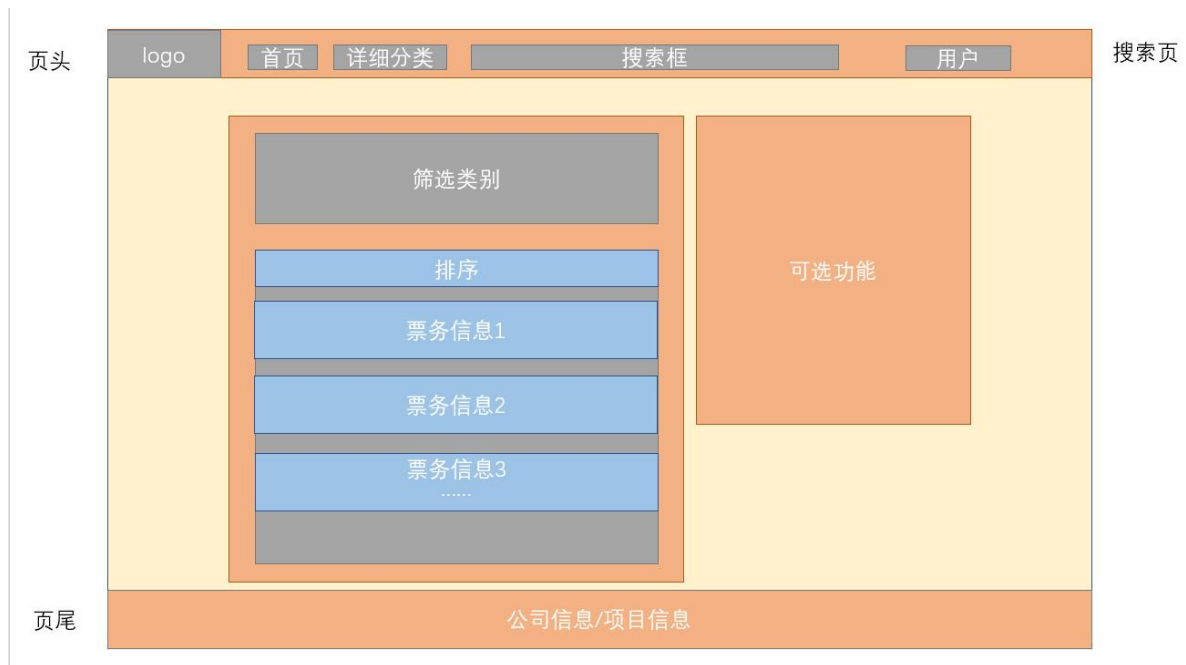 页头
logo
首页
详细分类
搜索框
用户
搜索页
筛选类别
排序
可选功能
票务信息1
票务信息2
票务信息3
......
页尾
公司信息/项目信息